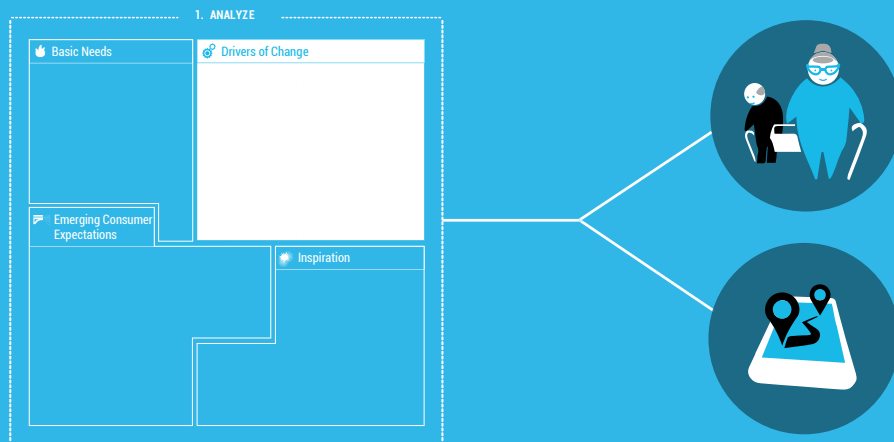 1. ANALYZE
Basic Needs
Drivers of Change
Emerging Consumer
Expectations
Inspiration